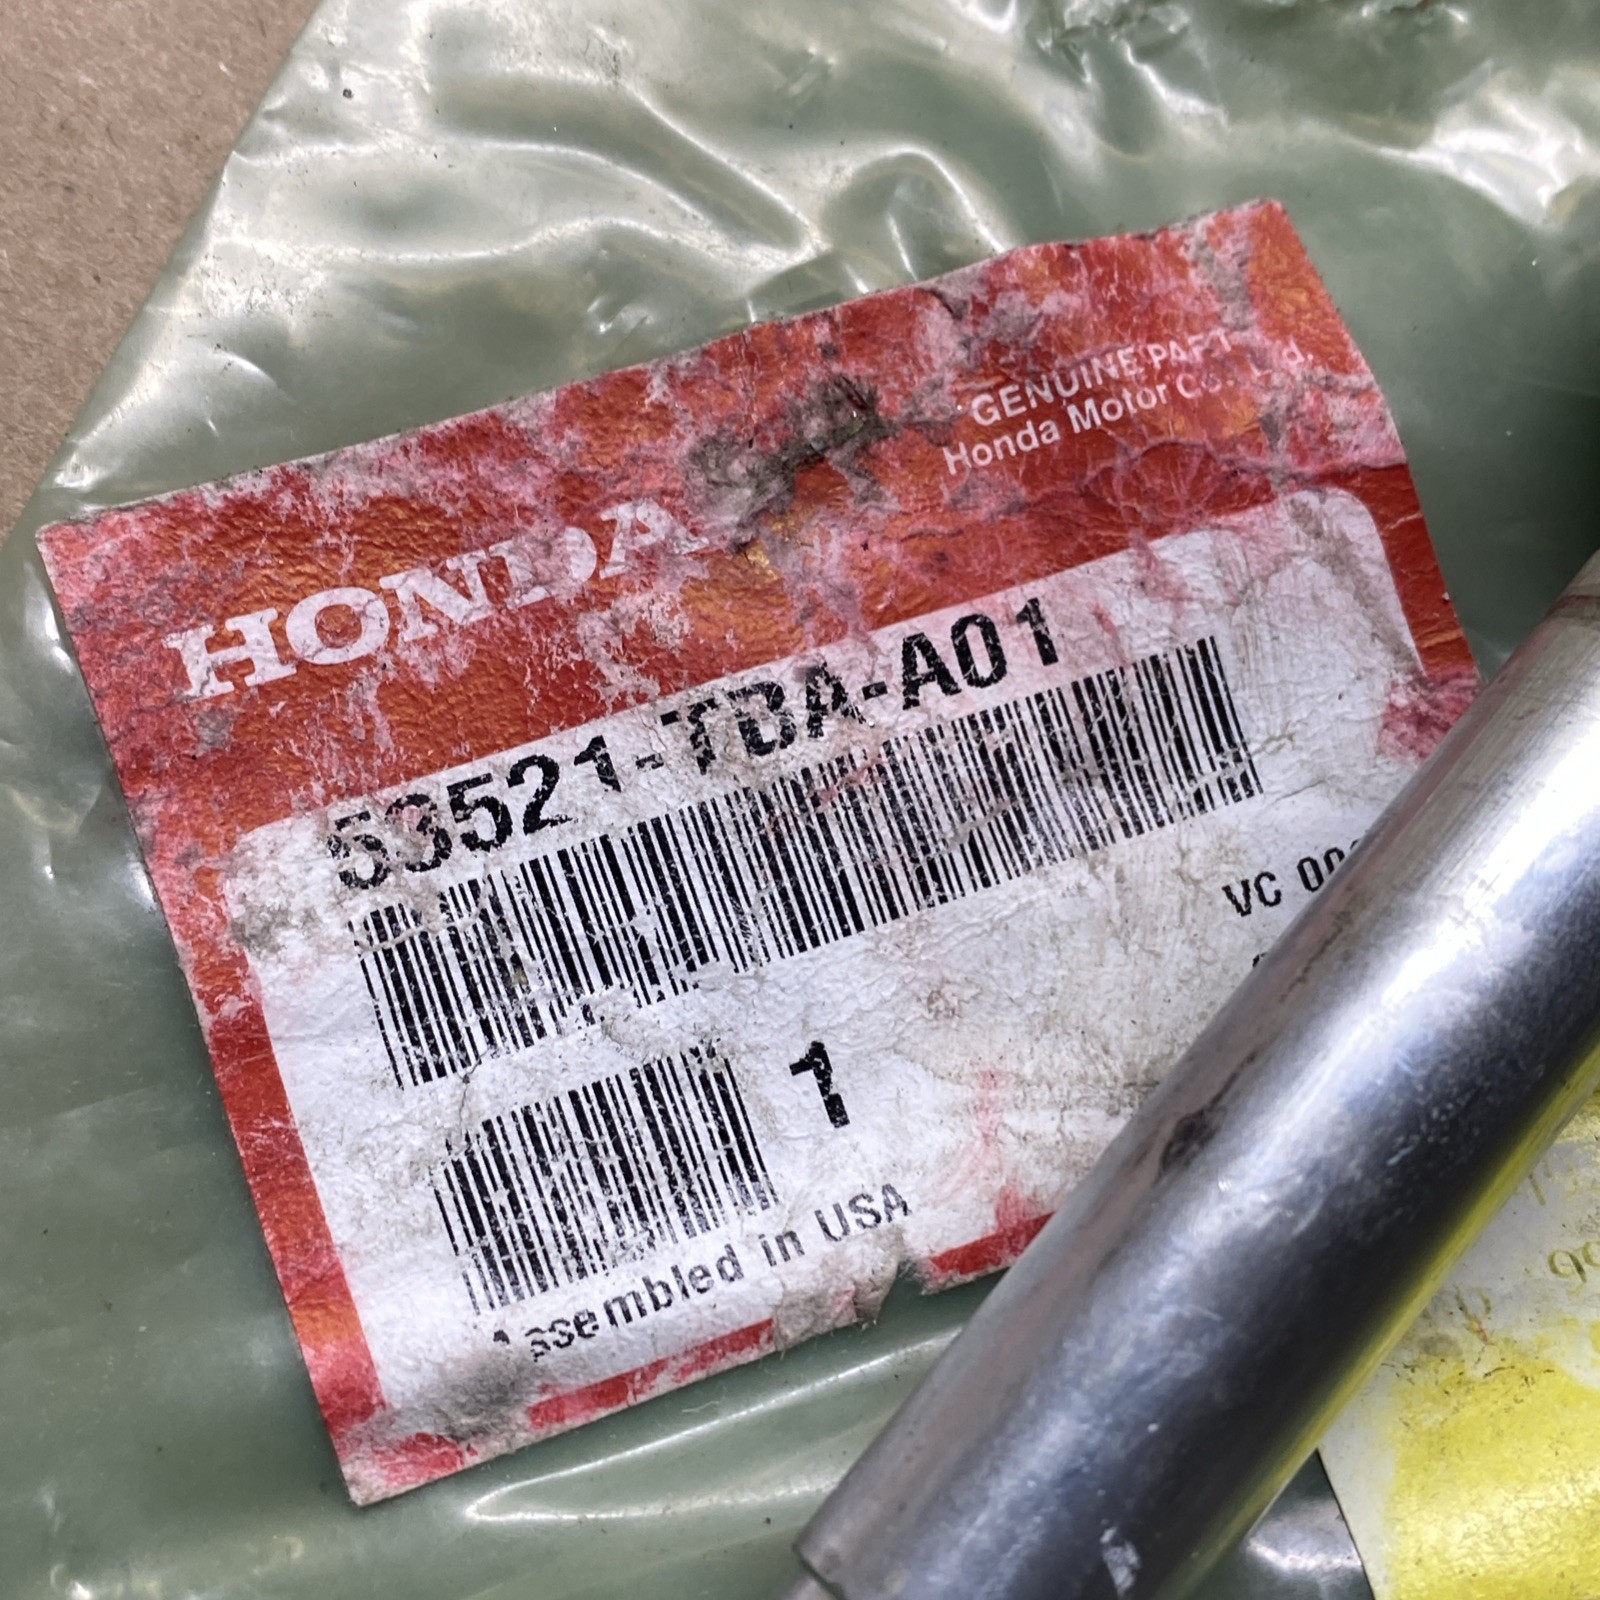 HONDA
GENUINE PART
Honda Motor Co., Ltd.
53521-TBA-A01
VC
1
Assembled in USA